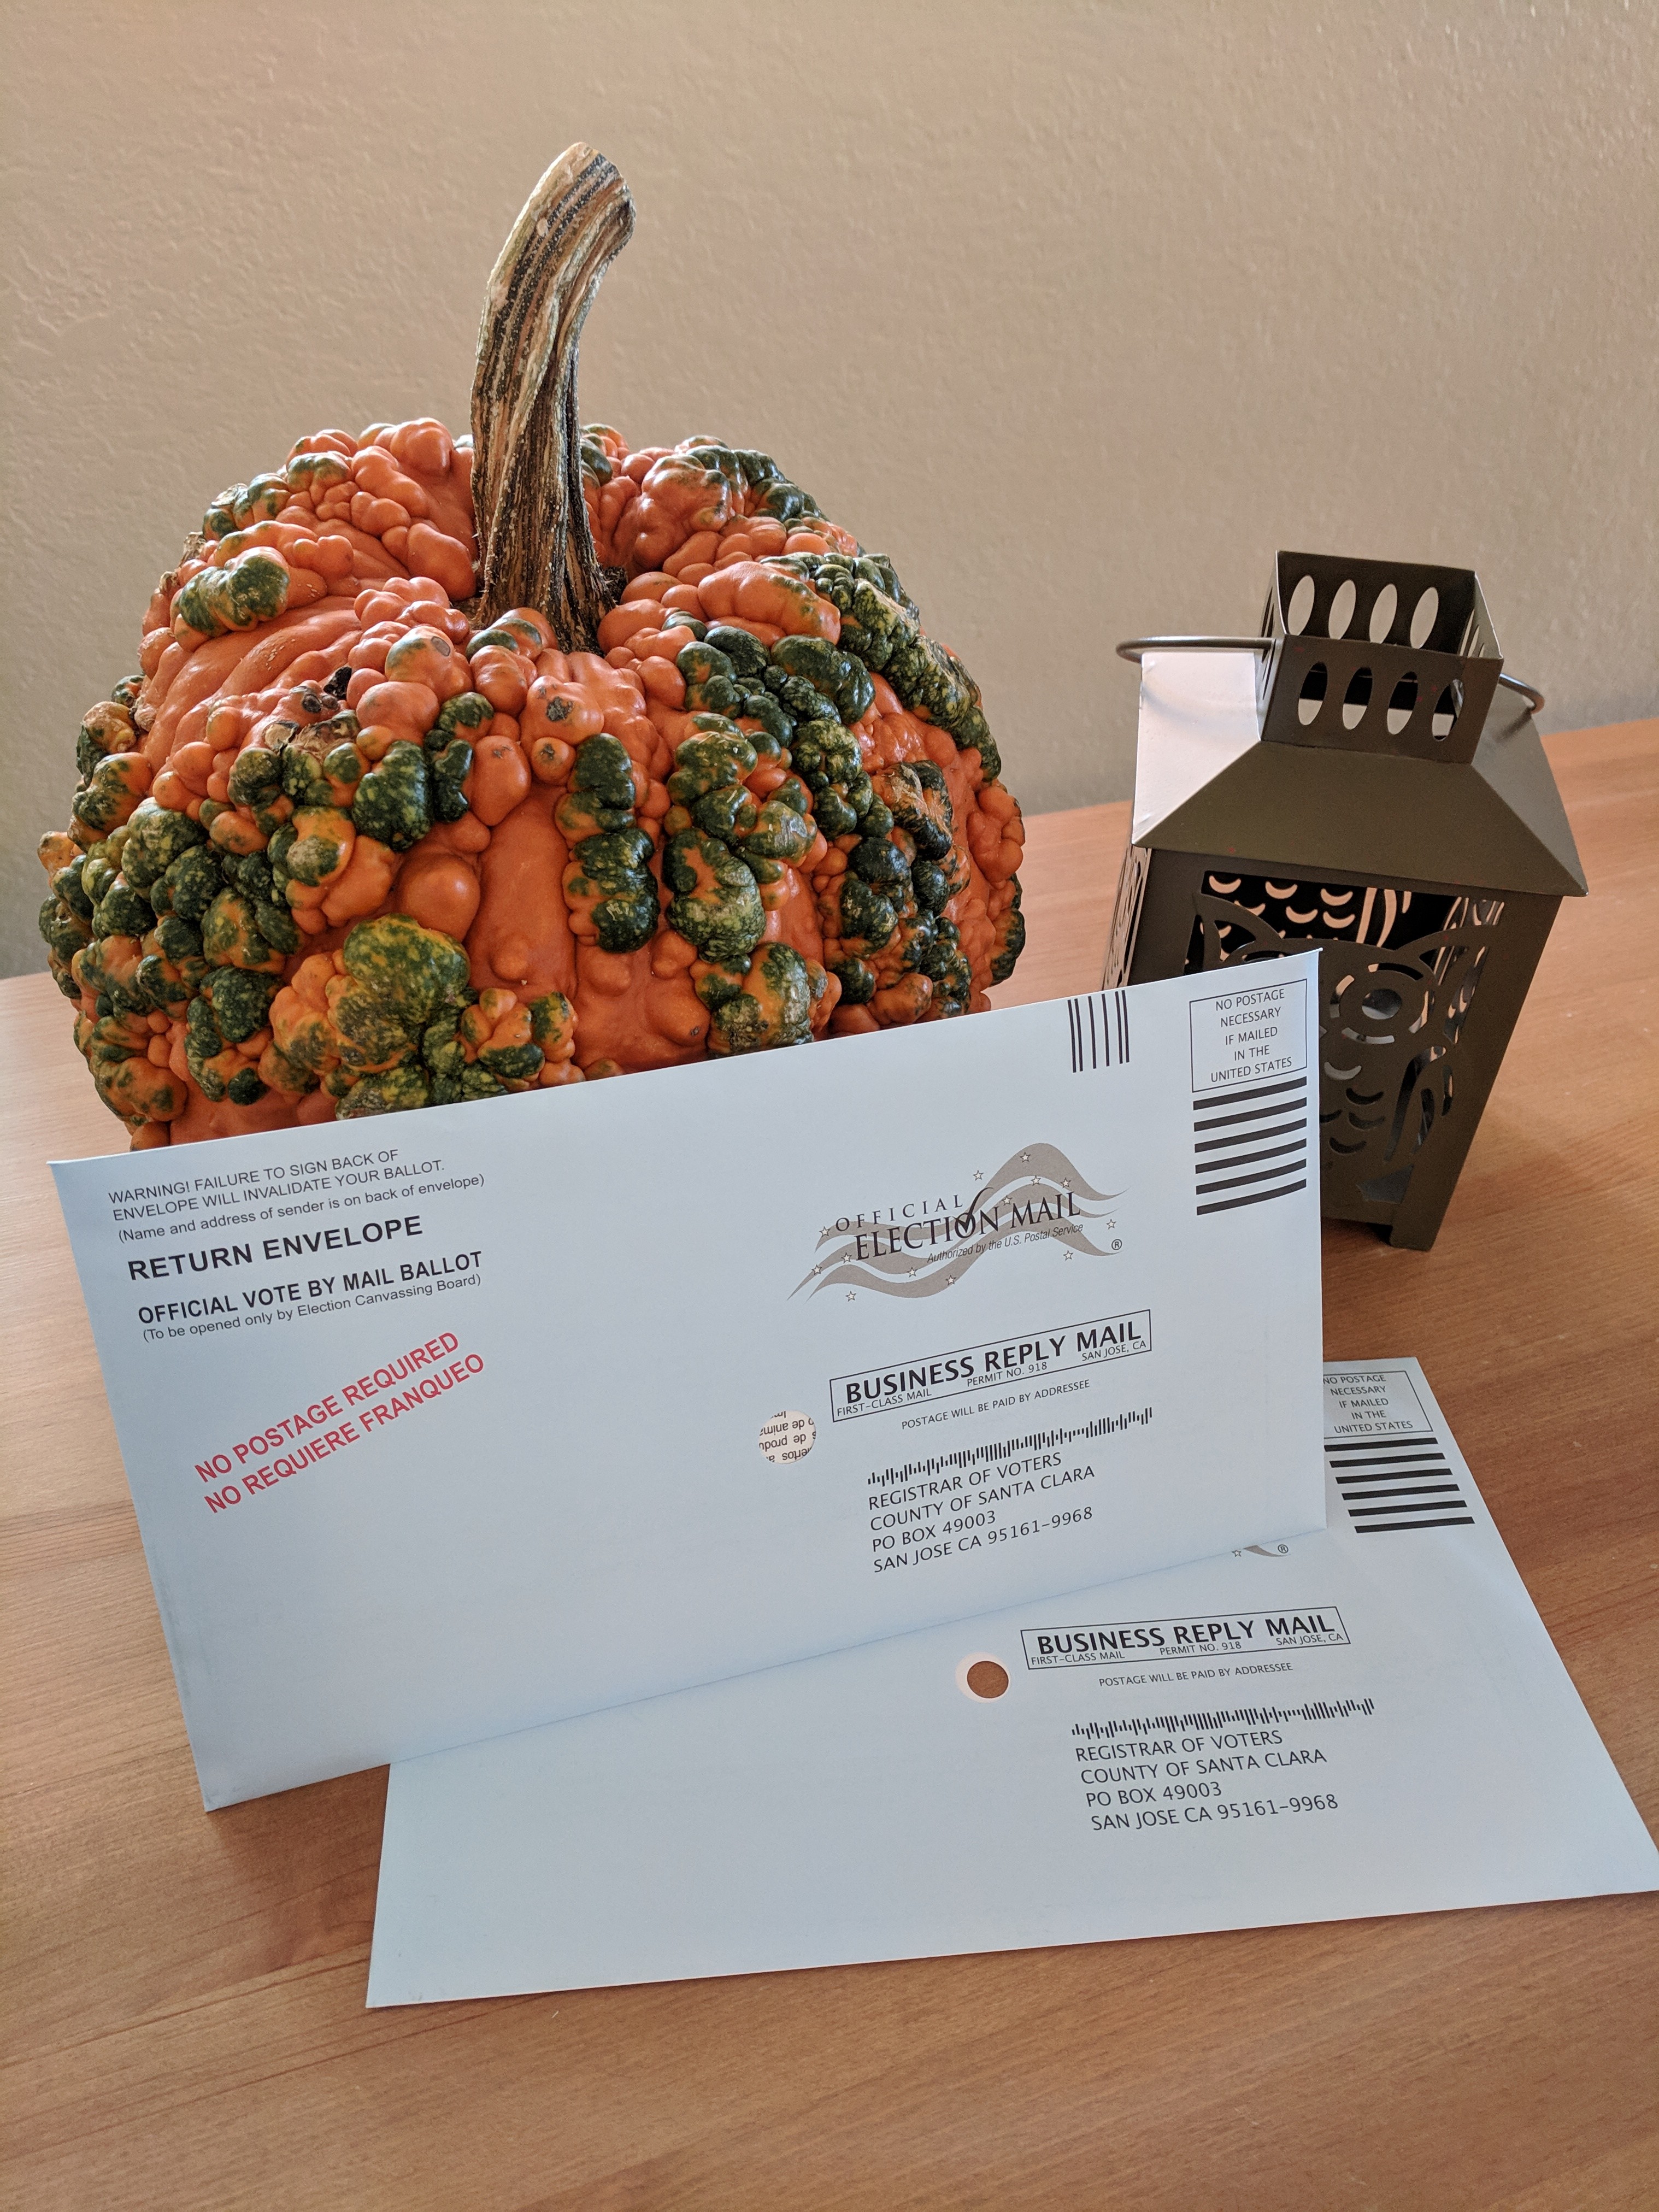 WARNING! FAILURE TO SIGN BACK OF
ENVELOPE WILL INVALIDATE YOUR BALLOT.
(Name and address of sender is on back of envelope)
RETURN ENVELOPE
OFFICIAL VOTE BY MAIL BALLOT
(To be opened only by Election Canvassing Board)
NO POSTAGE REQUIRED
NO REQUIERE FRANQUEO
NO POSTAGE
NECESSARY
IF MAILED
IN THE
UNITED STATES
OFFICIAL
ELECTION MAIL
Authorized by the U.S. Postal Service
®
BUSINESS REPLY MAIL
FIRST-CLASS MAIL PERMIT NO. 918 SAN JOSE, CA
POSTAGE WILL BE PAID BY ADDRESSEE
de anima
de produ
REGISTRAR OF VOTERS
COUNTY OF SANTA CLARA
PO BOX 49003
SAN JOSE CA 95161-9968
NO POSTAGE
NECESSARY
IF MAILED
IN THE
UNITED STATES
®
BUSINESS REPLY MAIL
FIRST-CLASS MAIL PERMIT NO. 918 SAN JOSE, CA
POSTAGE WILL BE PAID BY ADDRESSEE
REGISTRAR OF VOTERS
COUNTY OF SANTA CLARA
PO BOX 49003
SAN JOSE CA 95161-9968